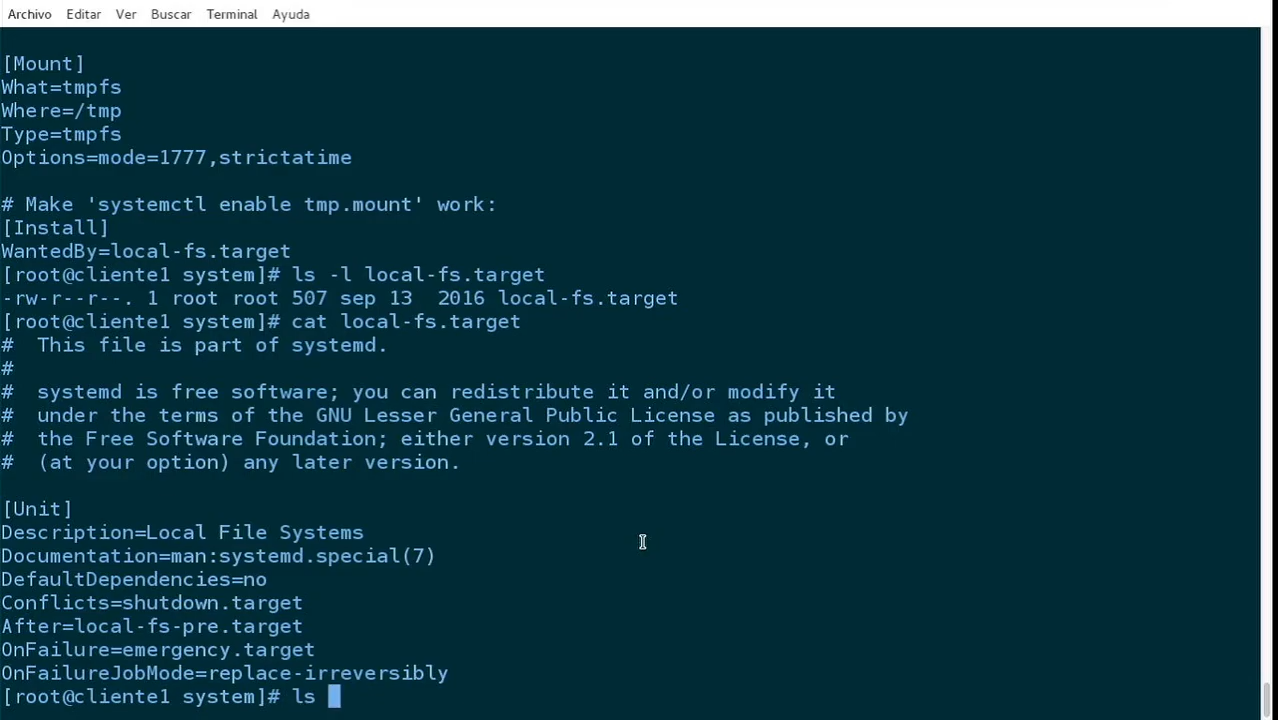 Archivo Editar Ver Buscar Terminal Ayuda
[Mount]
What=tmpfs
Where=/tmp
Type=tmpfs
Options=mode=1777,strictatime
# Make 'systemctl enable tmp.mount' work:
[Install]
WantedBy=local-fs.target
[root@cliente1 system]# ls -l local-fs.target
-rw-r--r--. 1 root root 507 sep 13  2016 local-fs.target
[root@cliente1 system]# cat local-fs.target
#  This file is part of systemd.
#
#  systemd is free software; you can redistribute it and/or modify it
#  under the terms of the GNU Lesser General Public License as published by
#  the Free Software Foundation; either version 2.1 of the License, or
#  (at your option) any later version.
[Unit]
Description=Local File Systems
Documentation=man:systemd.special(7)
DefaultDependencies=no
Conflicts=shutdown.target
After=local-fs-pre.target
OnFailure=emergency.target
OnFailureJobMode=replace-irreversibly
[root@cliente1 system]# ls